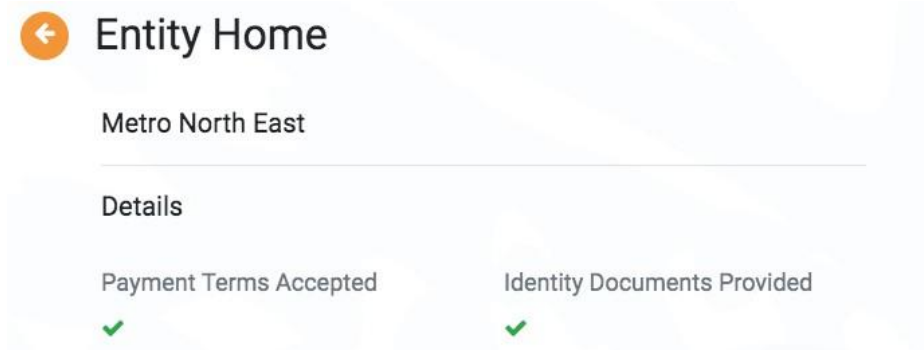 Entity Home
Metro North East
Details
Payment Terms Accepted
Identity Documents Provided